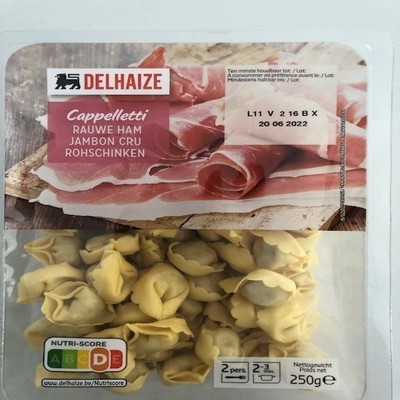 DELHAIZE
Cappelletti
RAUWE HAM
JAMBON CRU
ROHSCHINKEN
Ten minste houdbaar tot: / Lot:
A consommer de préférence avant le: / Lot:
Mindestens haltbar bis: / Lot:
L11 V 2 16 B X
20 06 2022
NUTRI-SCORE
A B C D E
www.delhaize.be/Nutriscore
2 pers.
2-3 min.
Nettogewicht
Poids net
250g e